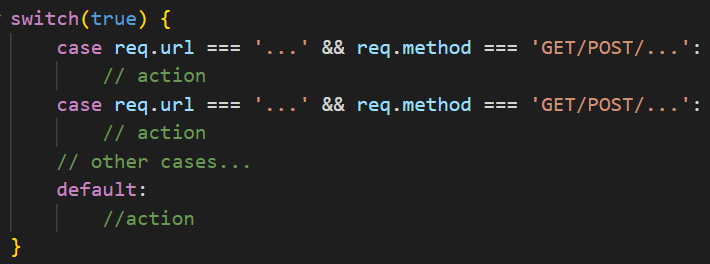 switch(true) {
    case req.url === '...' && req.method === 'GET/POST/...':
        // action
    case req.url === '...' && req.method === 'GET/POST/...':
        // action
    // other cases...
    default:
        //action
}